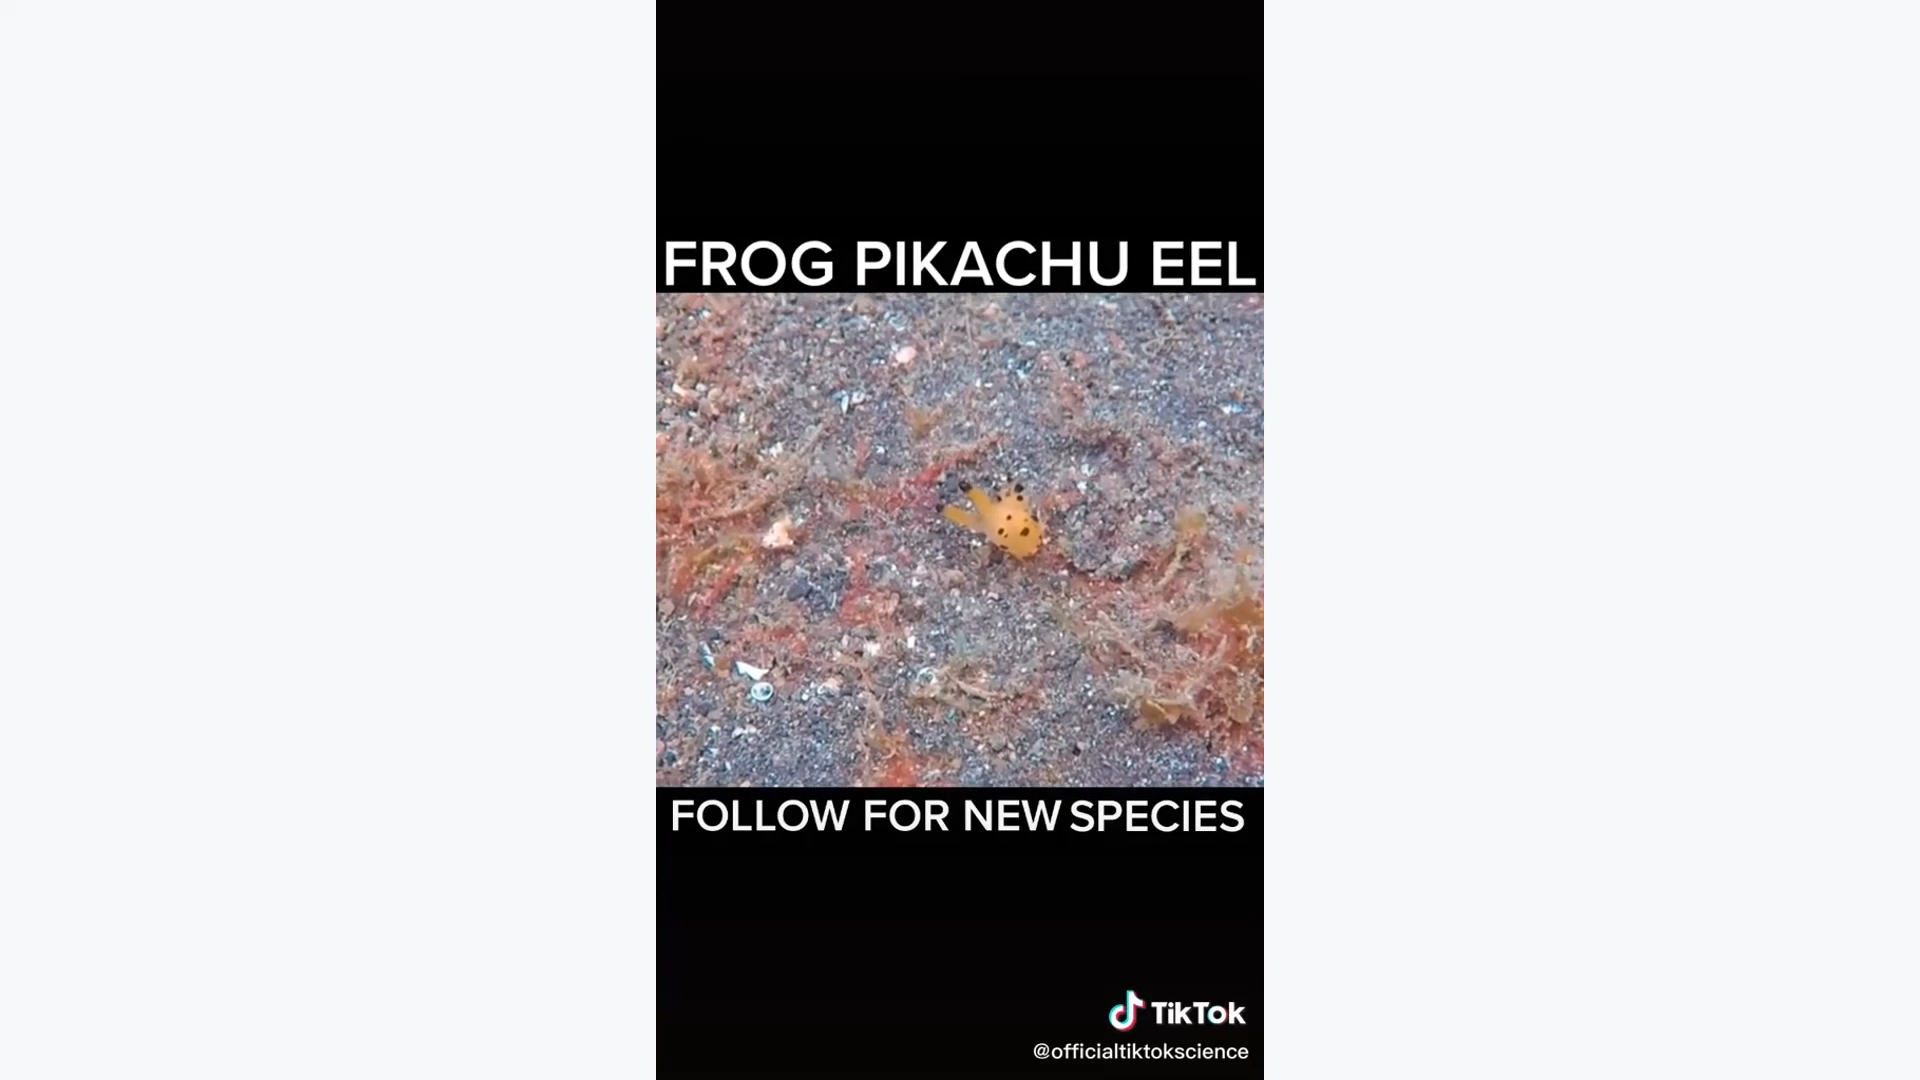 FROG PIKACHU EEL
FOLLOW FOR NEW SPECIES
TikTok
@officialtiktokscience